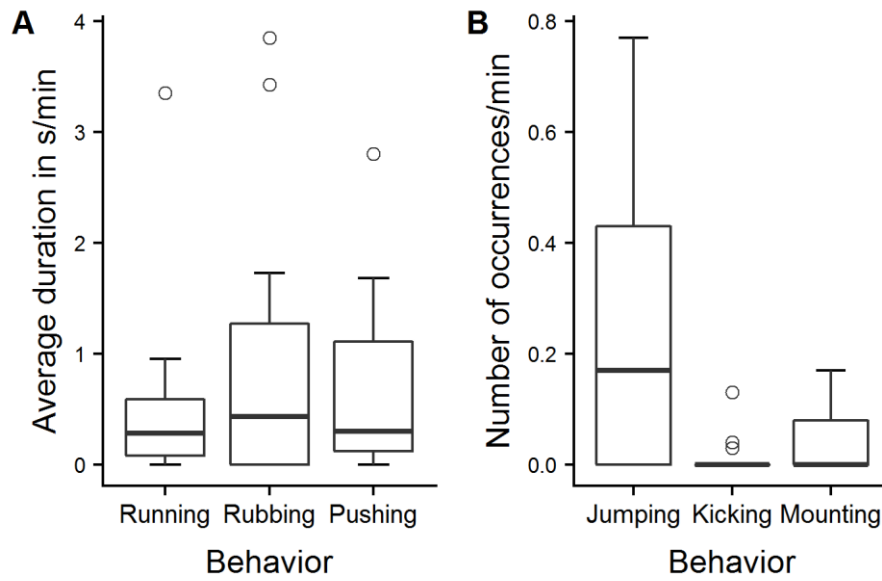 A
Average duration in s/min
4
3
2
1
0
Running Rubbing Pushing
Behavior
B
Number of occurrences/min
0.8
0.6
0.4
0.2
0.0
Jumping Kicking Mounting
Behavior